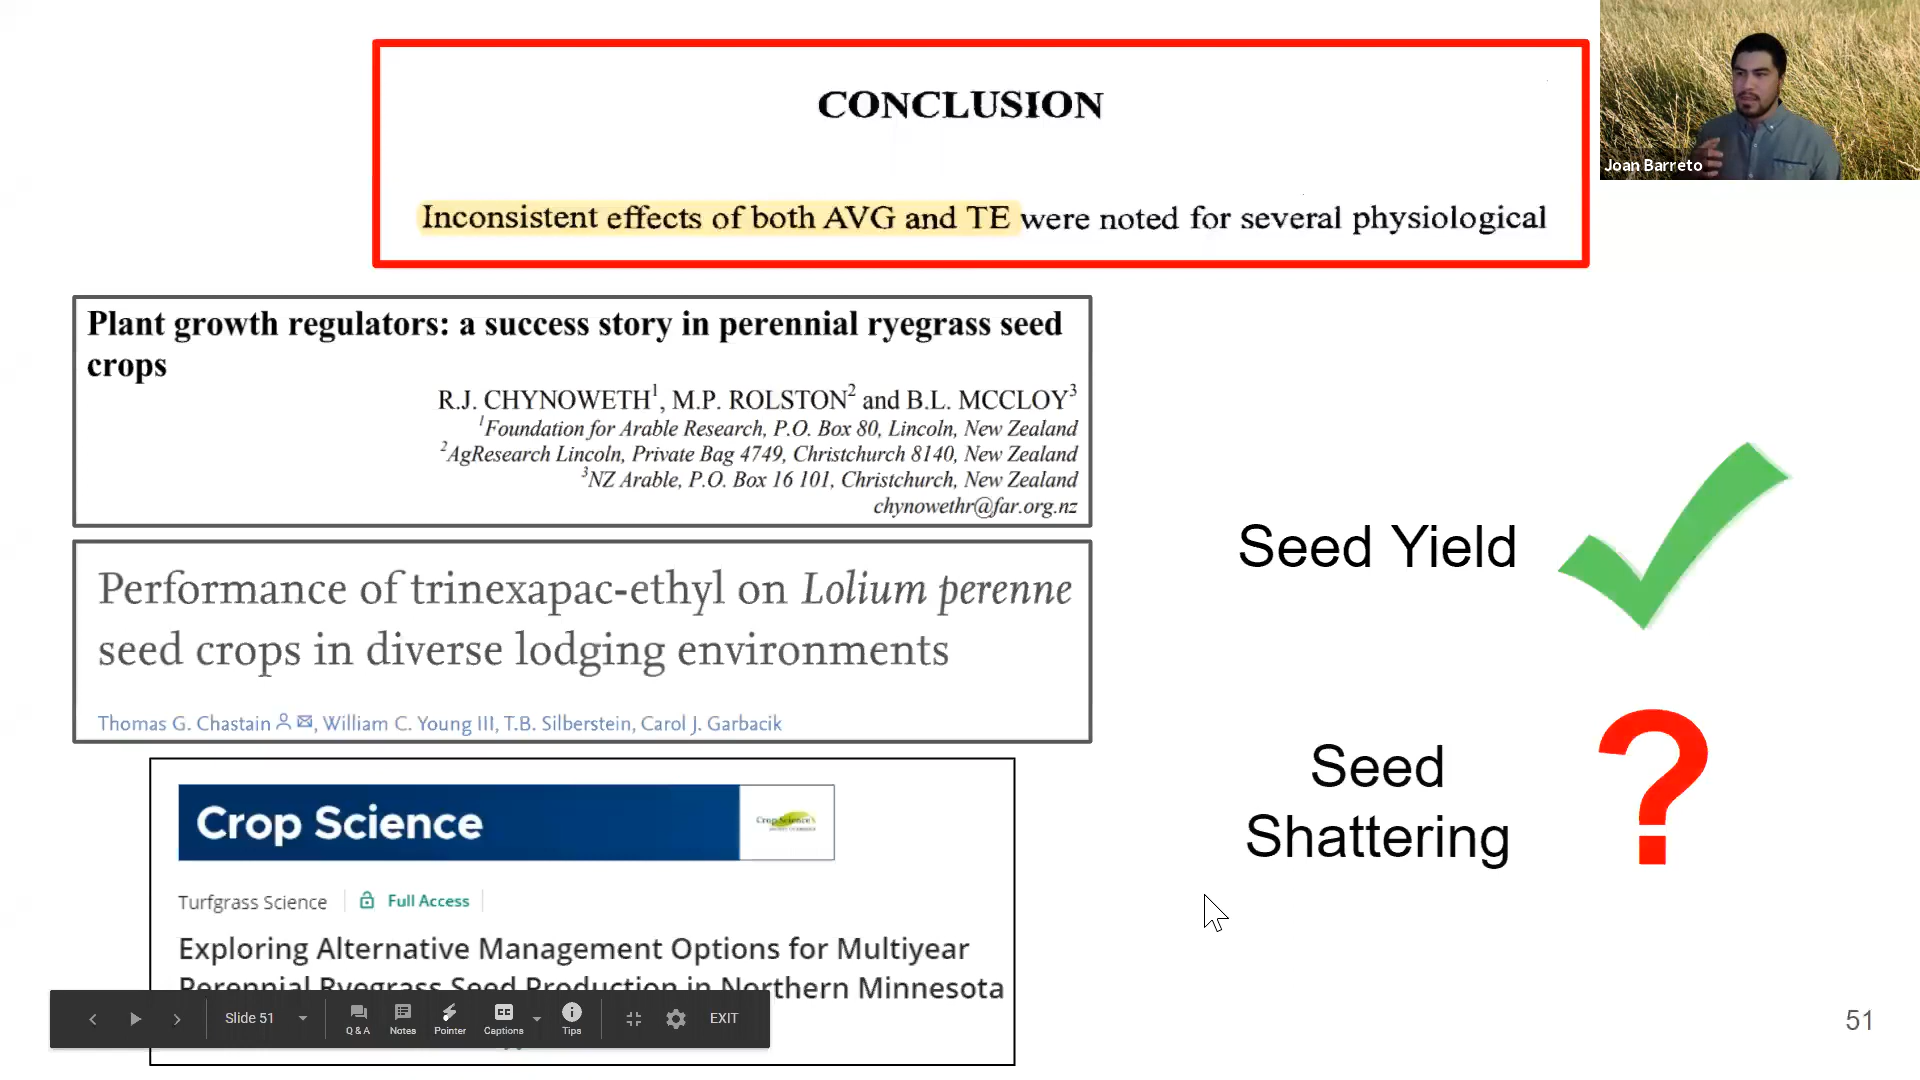 CONCLUSION
Inconsistent effects of both AVG and TE were noted for several physiological
Joan Barreto
Plant growth regulators: a success story in perennial ryegrass seed
crops
R.J. CHYNOWETH1, M.P. ROLSTON2 and B.L. MCCLOY3
1Foundation for Arable Research, P.O. Box 80, Lincoln, New Zealand
2AgResearch Lincoln, Private Bag 4749, Christchurch 8140, New Zealand
3NZ Arable, P.O. Box 16 101, Christchurch, New Zealand
chynowethr@far.org.nz
Performance of trinexapac-ethyl on Lolium perenne
seed crops in diverse lodging environments
Thomas G. Chastain, William C. Young III, T.B. Silberstein, Carol J. Garbacik
Crop Science
Crop Science
Turfgrass Science
Full Access
Exploring Alternative Management Options for Multiyear
Perennial Ryegrass Seed Production in Northern Minnesota
Seed Yield
Seed
Shattering
?
Slide 51
Q & A
Notes
Pointer
CC
Captions
Tips
EXIT
51